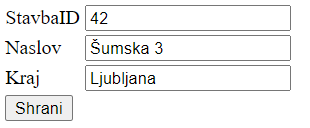 StavbaID 42
Naslov Šumska 3
Kraj Ljubljana
Shrani